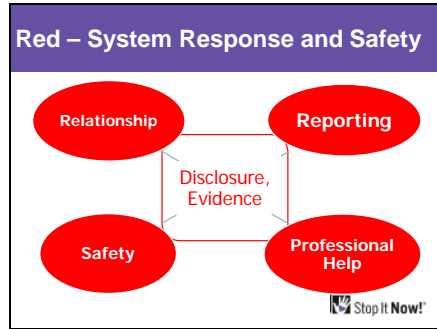 Red – System Response and Safety
Relationship
Reporting
Disclosure,
Evidence
Safety
Professional
Help
Stop It Now!